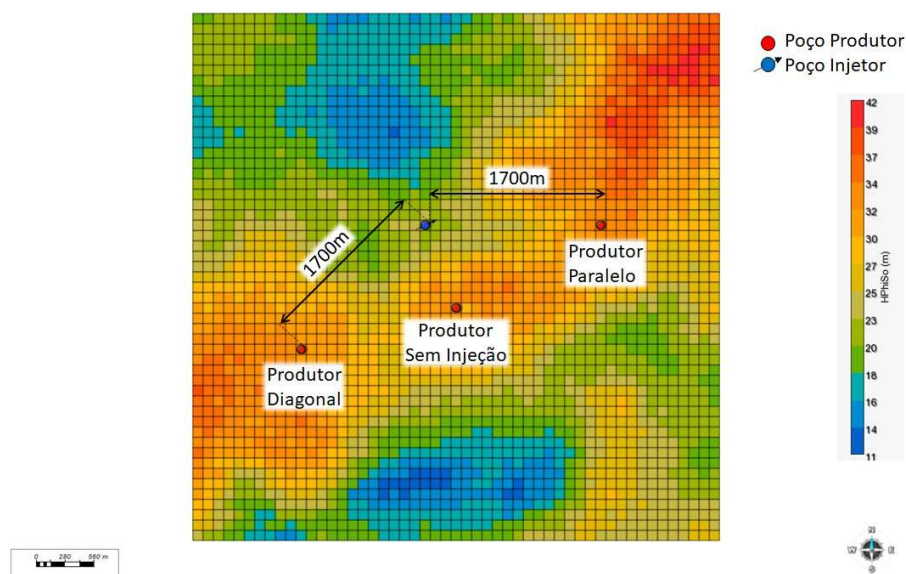 Poço Produtor
Poço Injetor
42
39
37
34
32
30
27
25
23
20
18
16
14
11
HPhiSo (m)
1700m
1700m
Produtor
Paralelo
Produtor
Sem Injeção
Produtor
Diagonal
0 280 560 m
N
W E
S